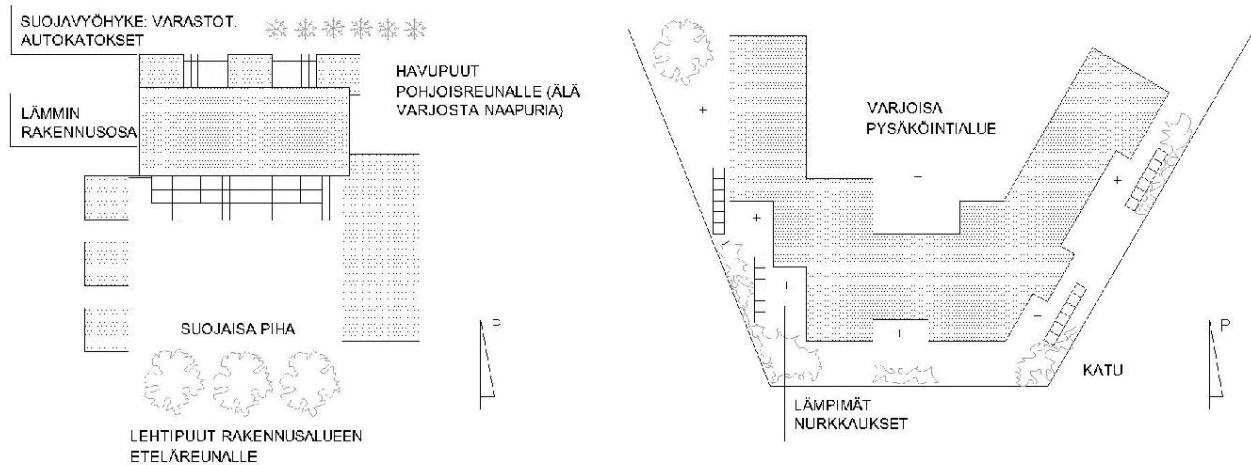 SUOJAVYÖHYKE: VARASTOT.
AUTOKATOKSET
HAVUPUUT
POHJOISREUNALLE (ÄLÄ
VARJOSTA NAAPURIA)
LÄMMIN
RAKENNUSOSA
SUOJAISA PIHA
P
LEHTIPUUT RAKENNUSALUEEN
ETELÄREUNALLE
VARJOISA
PYSÄKÖINTIALUE
P
KATU
LÄMPIMÄT
NURKKAUKSET